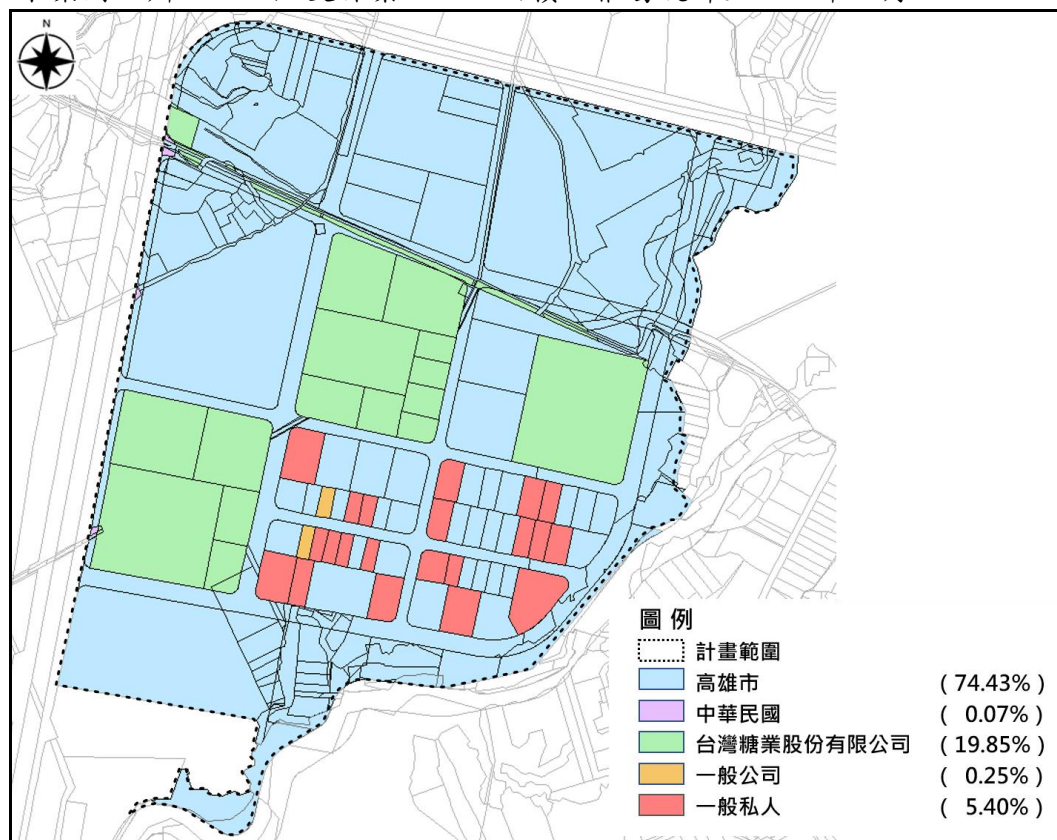 N
圖例
計畫範圍
高雄市 ( 74.43% )
中華民國 ( 0.07% )
台灣糖業股份有限公司 ( 19.85% )
一般公司 ( 0.25% )
一般私人 ( 5.40% )